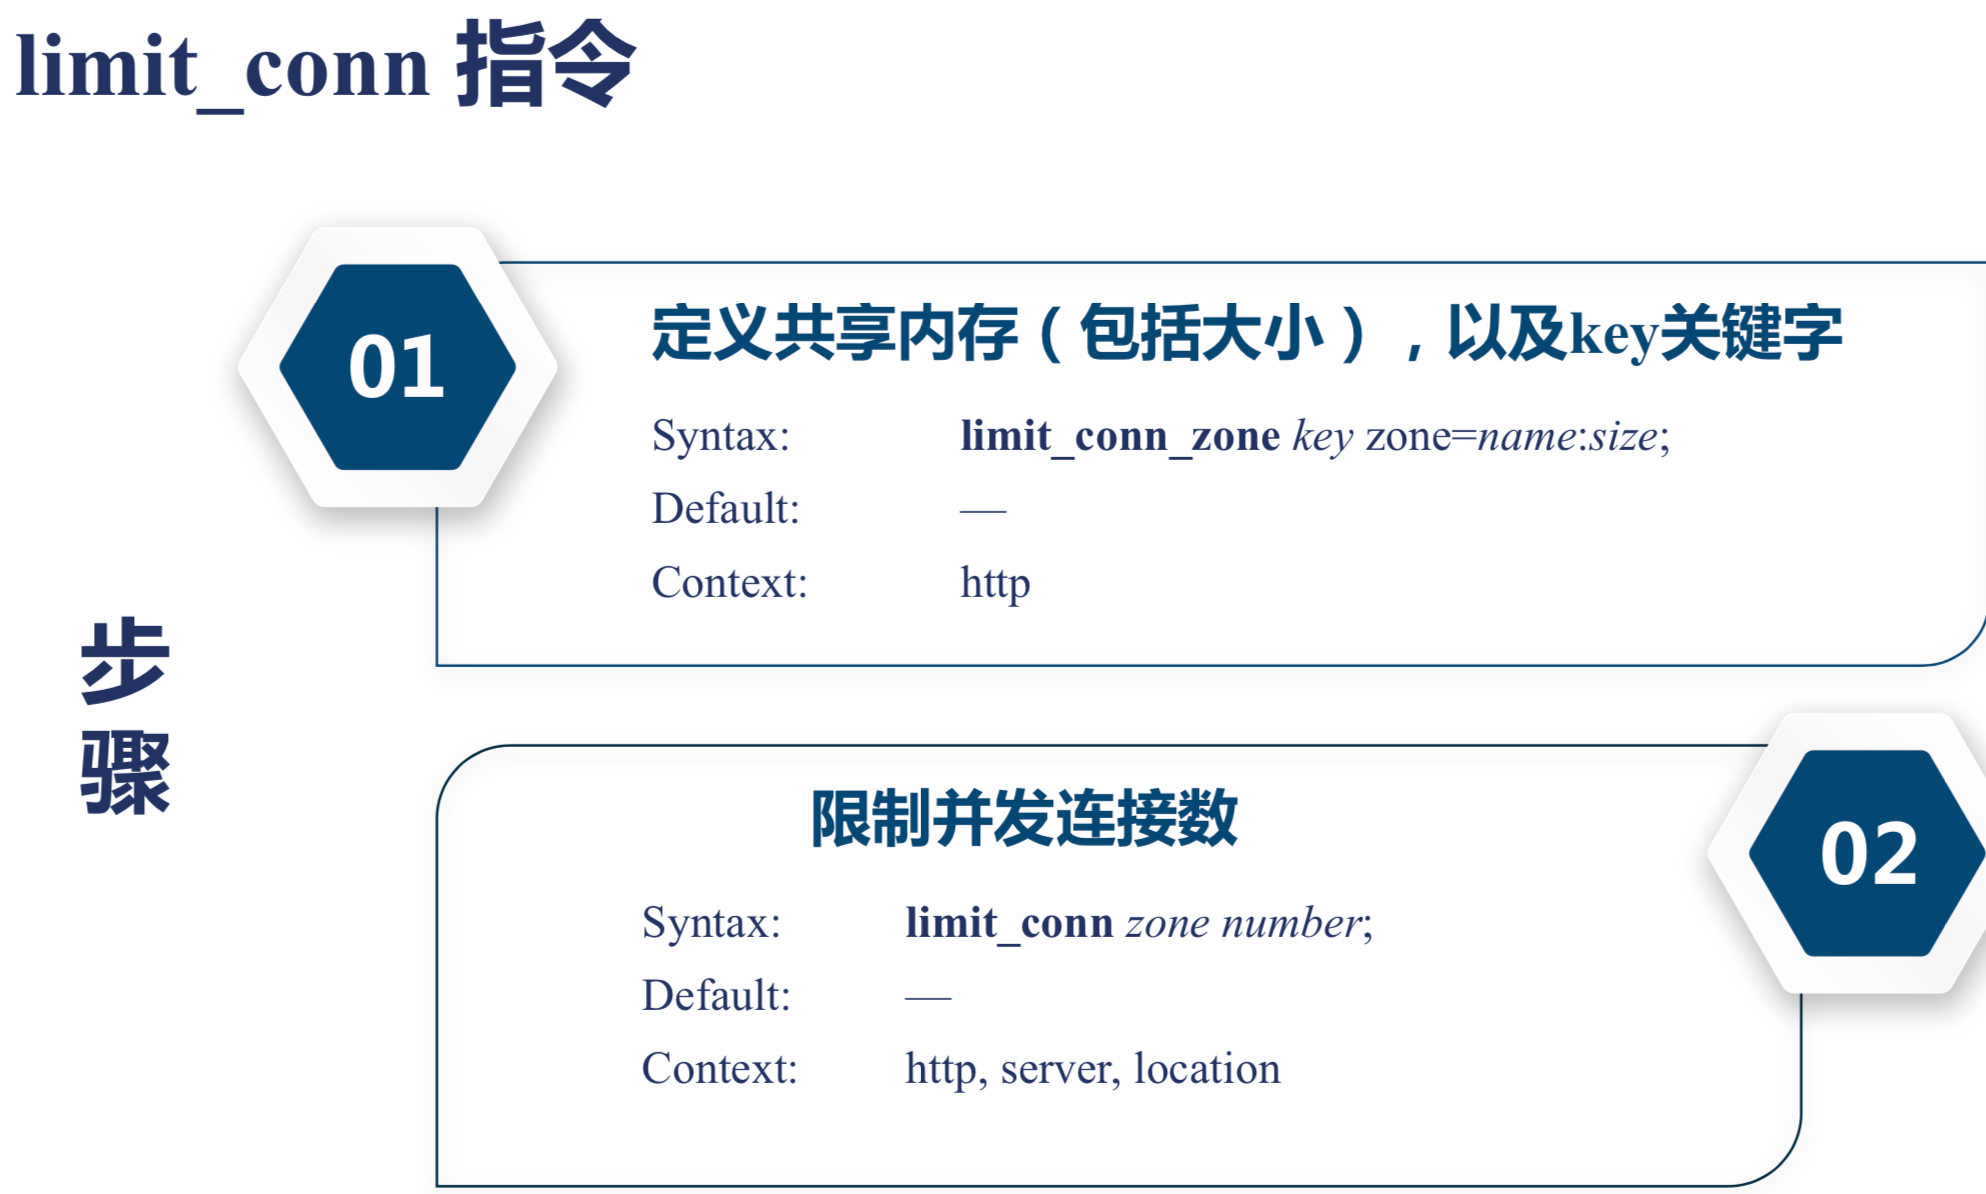 limit_conn 指令
01
定义共享内存（包括大小），以及key关键字
Syntax: limit_conn_zone key zone=name:size;
Default: —
Context: http
步
骤
限制并发连接数
02
Syntax: limit_conn zone number;
Default: —
Context: http, server, location